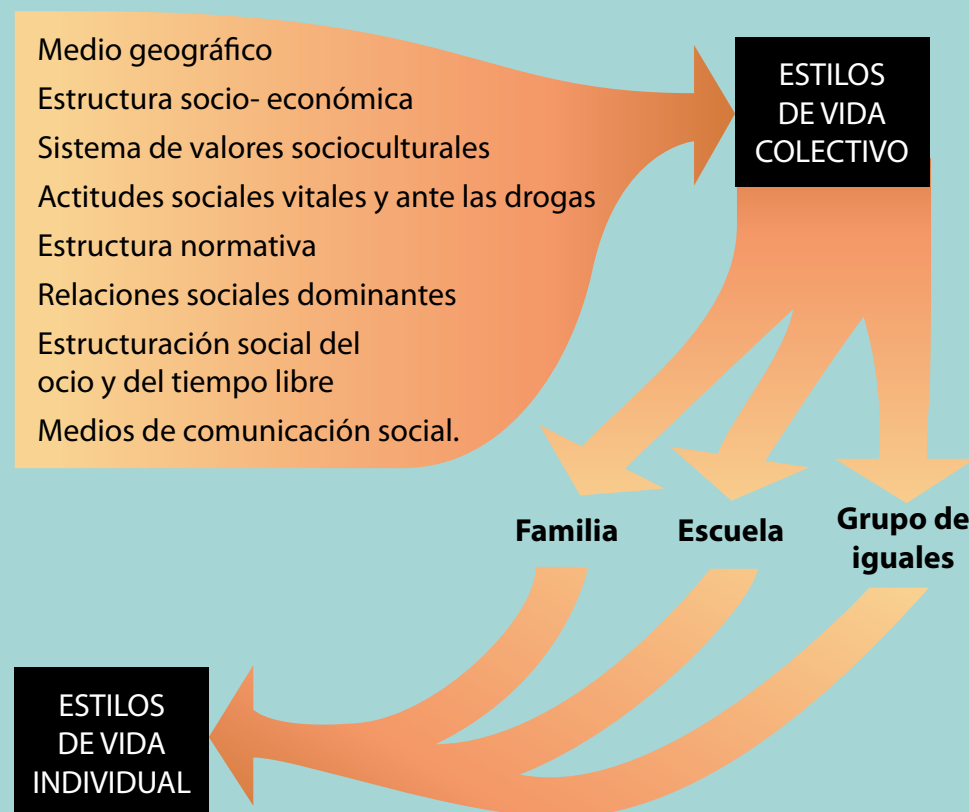 Medio geográfico
Estructura socio- económica
Sistema de valores socioculturales
Actitudes sociales vitales y ante las drogas
Estructura normativa
Relaciones sociales dominantes
Estructuración social del
ocio y del tiempo libre
Medios de comunicación social.
ESTILOS
DE VIDA
COLECTIVO
Familia
Escuela
Grupo de
iguales
ESTILOS
DE VIDA
INDIVIDUAL